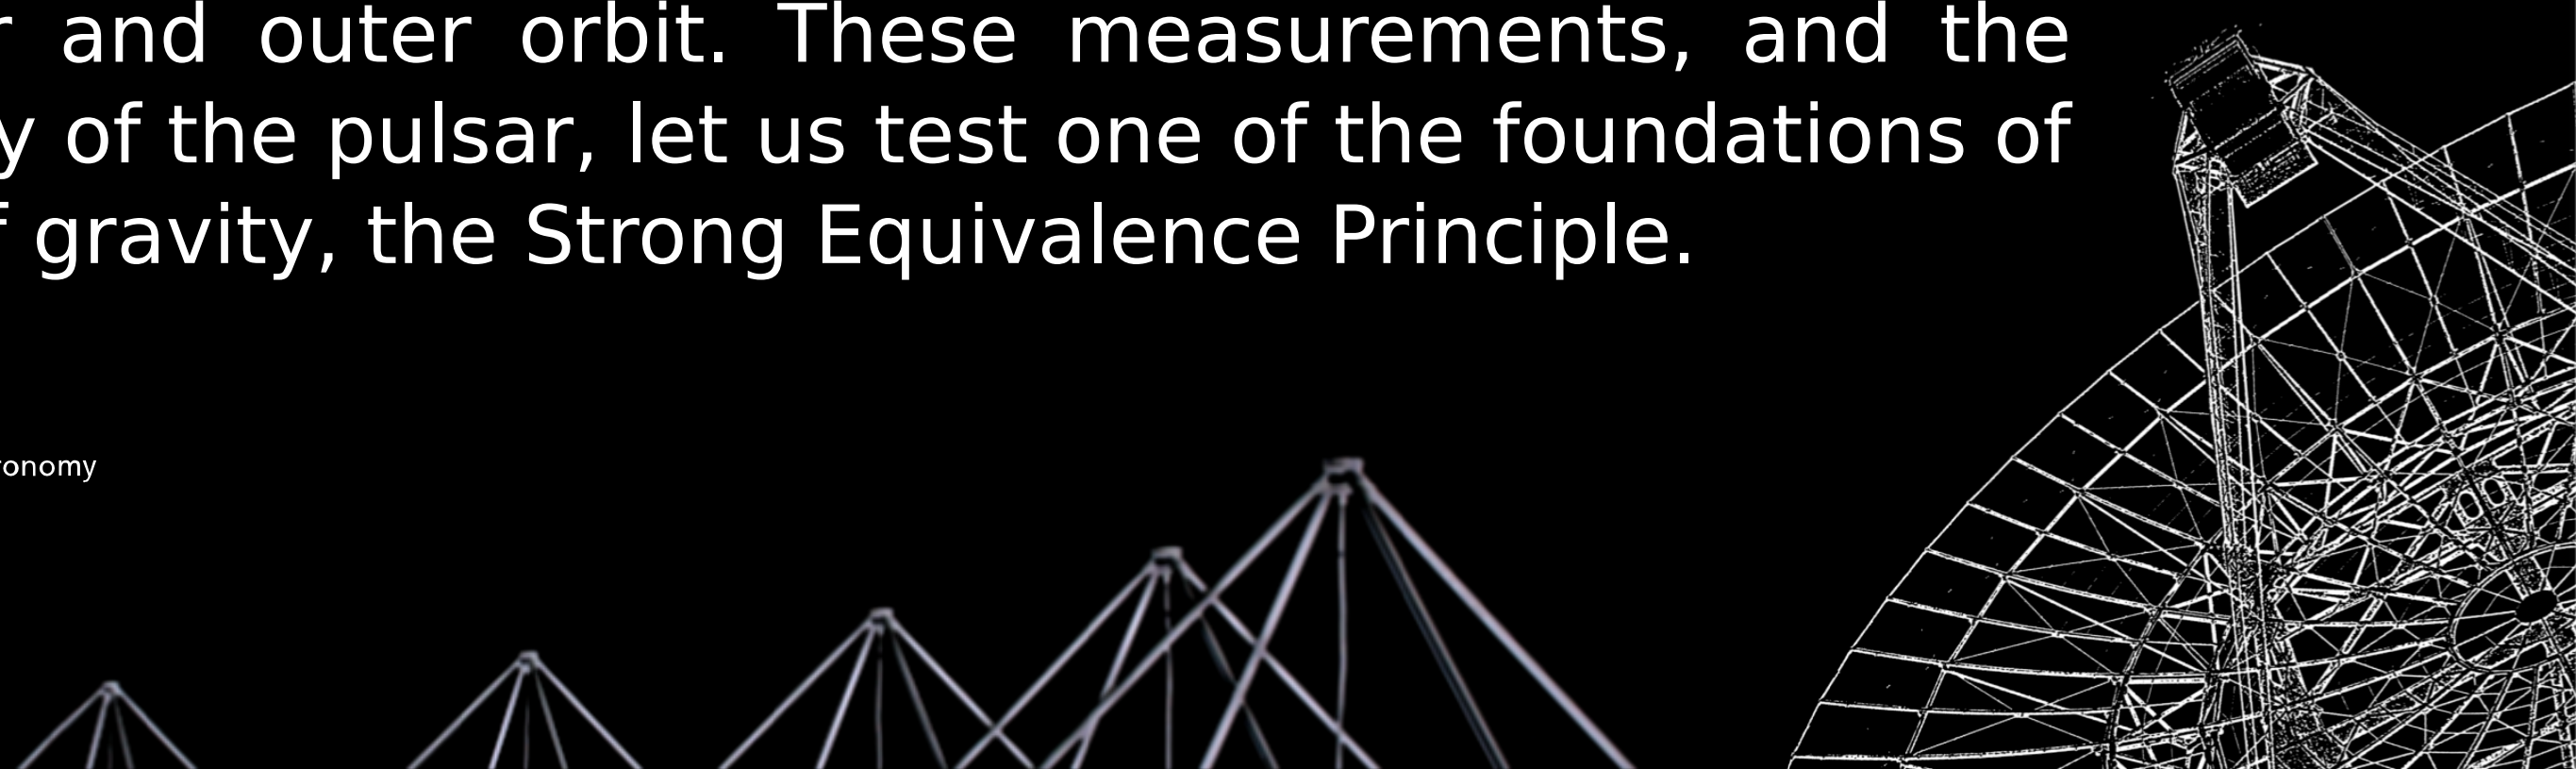 and outer orbit. These measurements, and the
of the pulsar, let us test one of the foundations of
gravity, the Strong Equivalence Principle.